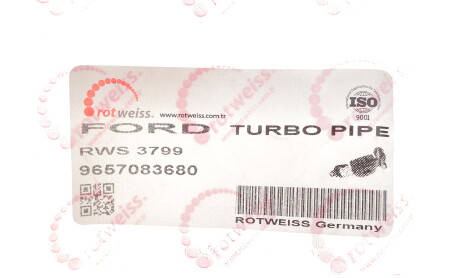 rotweiss.
www.rotweiss.com.tr
ISO
9001
FORD TURBO PIPE
RWS 3799
9657083680
ROTWEISS Germany